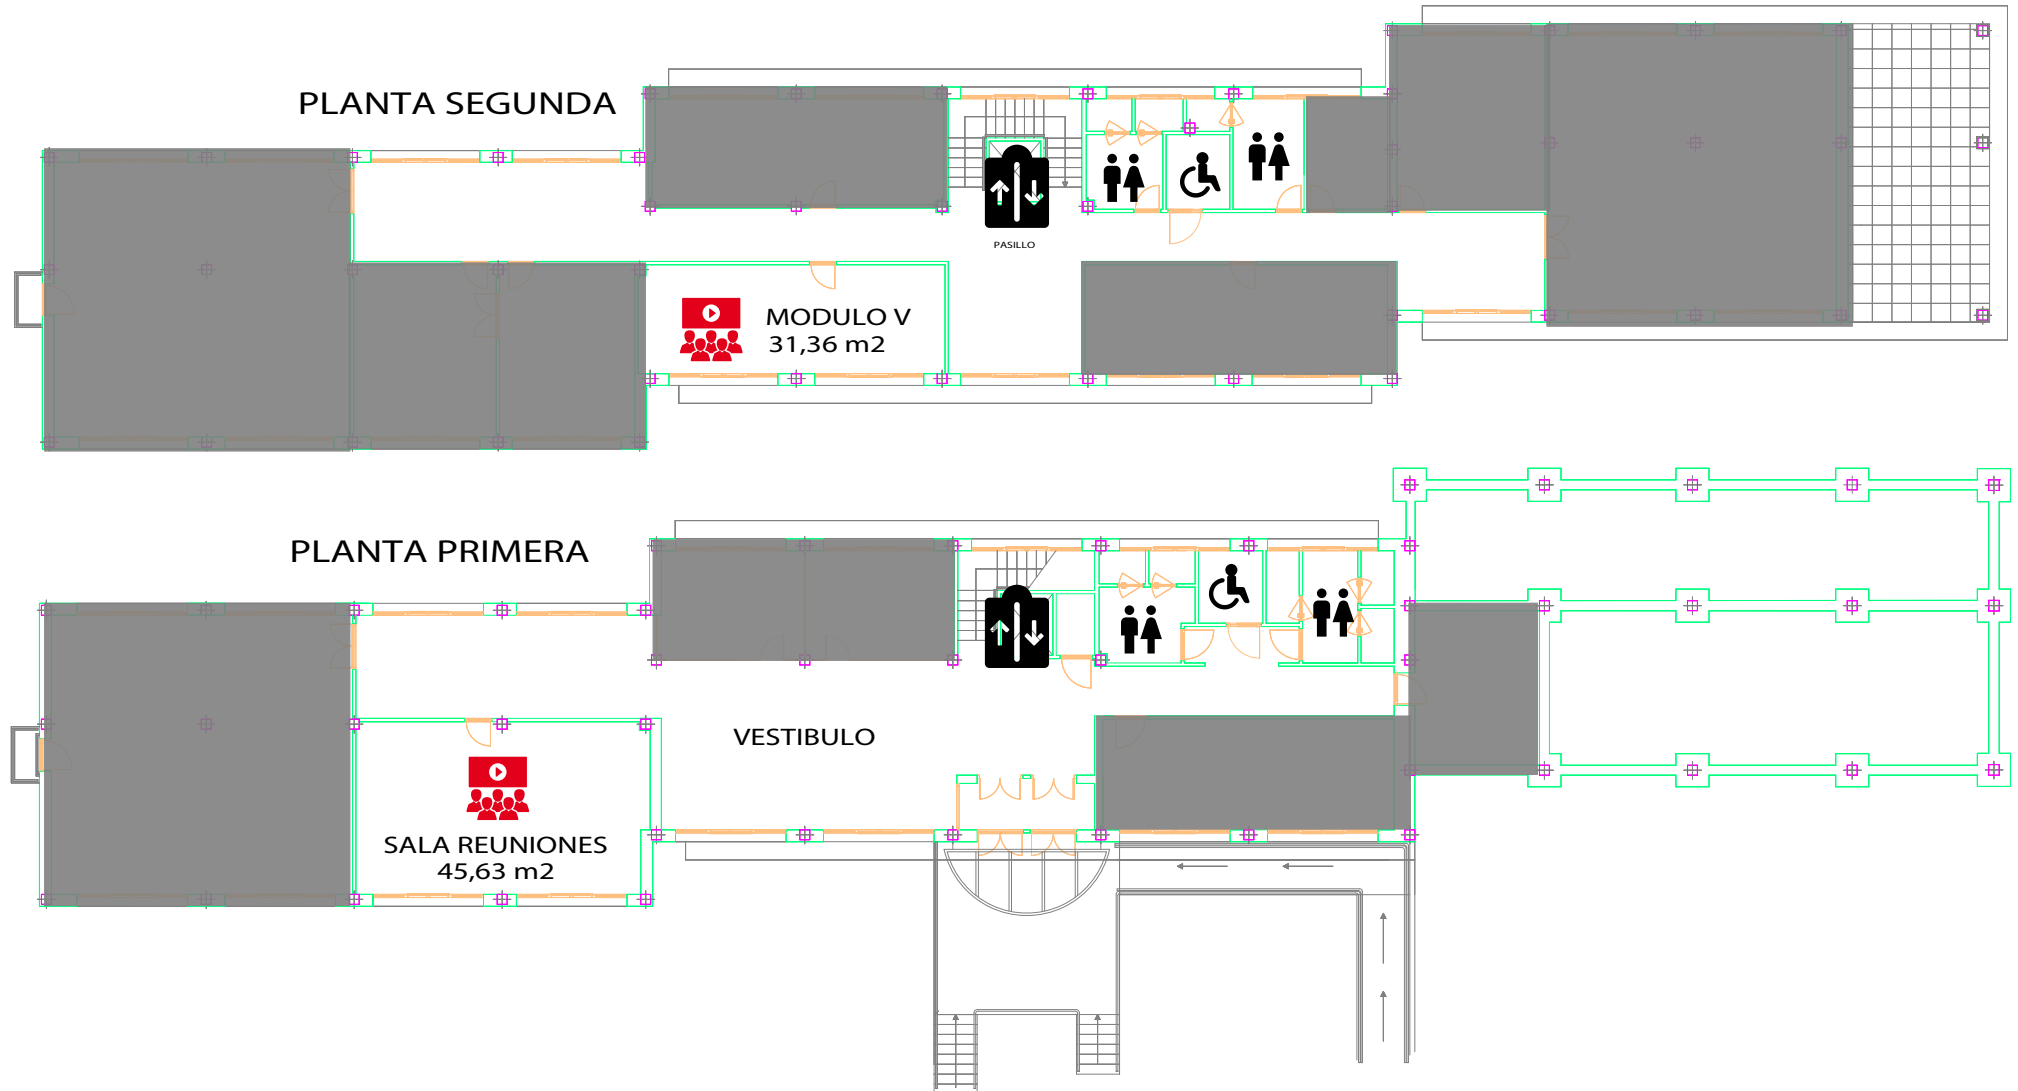 PLANTA SEGUNDA
PASILLO
MODULO V
31,36 m2
PLANTA PRIMERA
VESTIBULO
SALA REUNIONES
45,63 m2